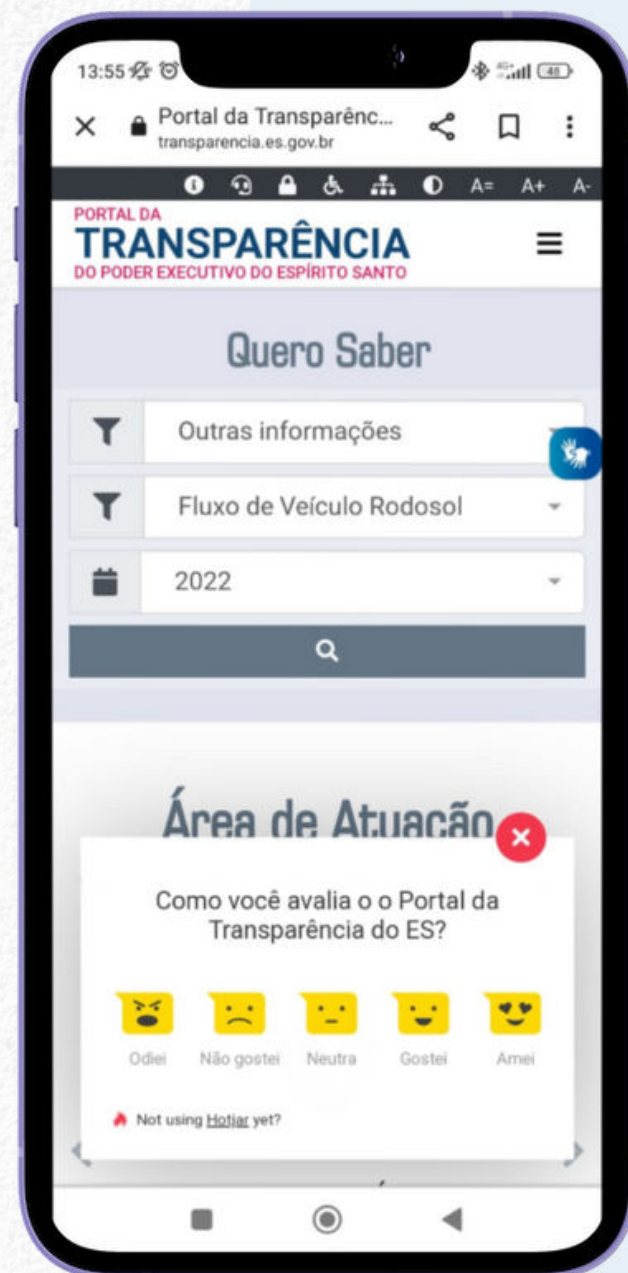 13:55
4G+
48
Portal da Transparênc...
transparencia.es.gov.br
A= A+ A-
PORTAL DA
TRANSPARÊNCIA
DO PODER EXECUTIVO DO ESPÍRITO SANTO
Quero Saber
Outras informações
Fluxo de Veículo Rodosol
2022
Área de Atuação
Como você avalia o o Portal da
Transparência do ES?
Odiei Não gostei Neutra Gostei Amei
Not using Hotjar yet?